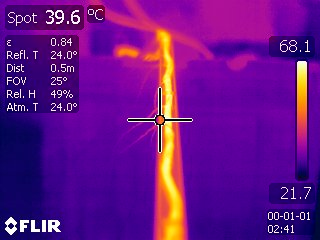 Spot 39.6 °C
68.1
ε 0.84
Refl. T 24.0°
Dist 0.5m
FOV 25°
Rel. H 49%
Atm. T 24.0°
21.7
00-01-01
02:41
FLIR